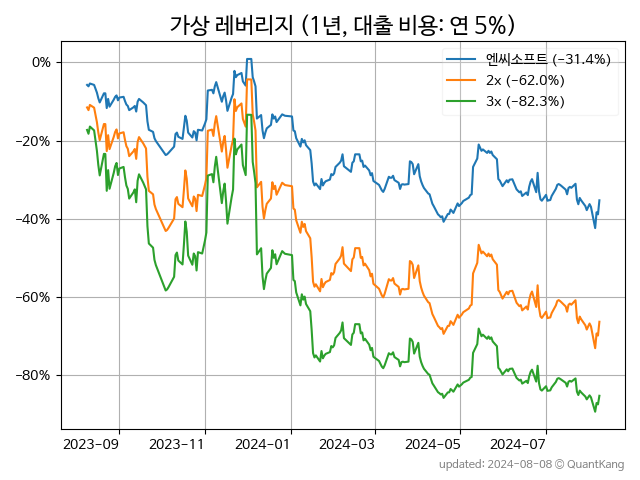 가상 레버리지 (1년, 대출 비용: 연 5%)
엔씨소프트 (−31.4%)
2x (−62.0%)
3x (−82.3%)
0%
−20%
−40%
−60%
−80%
2023-09 2023-11 2024-01 2024-03 2024-05 2024-07
updated: 2024-08-08 © QuantKang